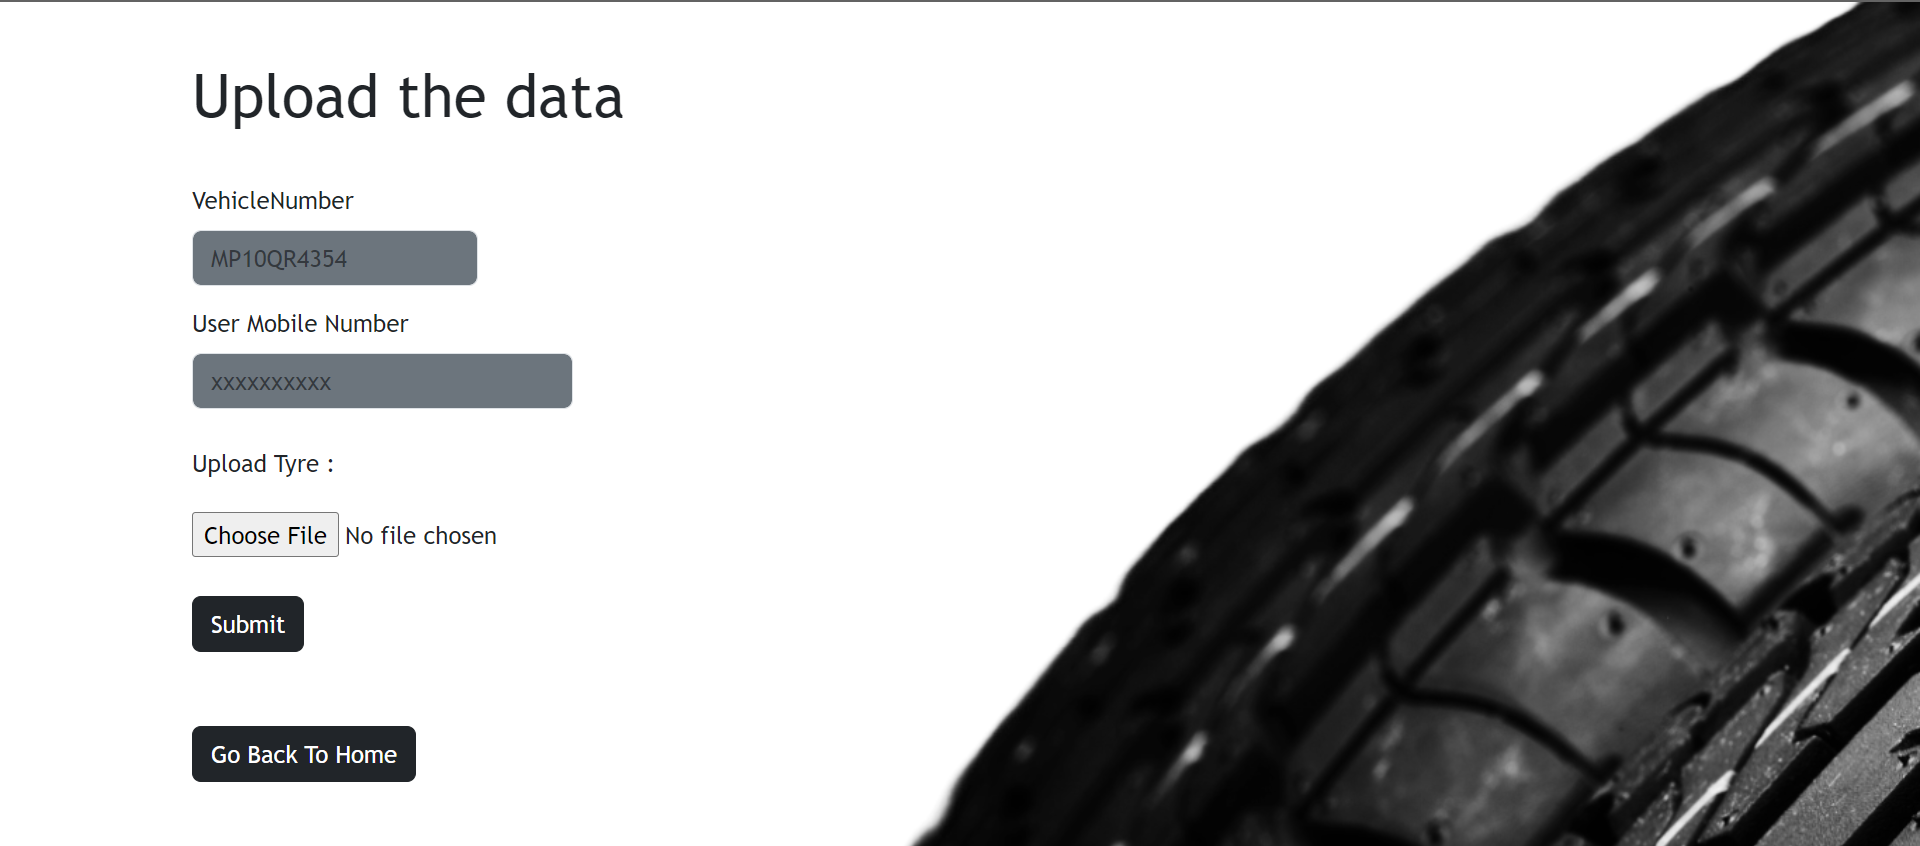 Upload the data
VehicleNumber
MP10QR4354
User Mobile Number
xxxxxxxxxx
Upload Tyre :
Choose File No file chosen
Submit
Go Back To Home